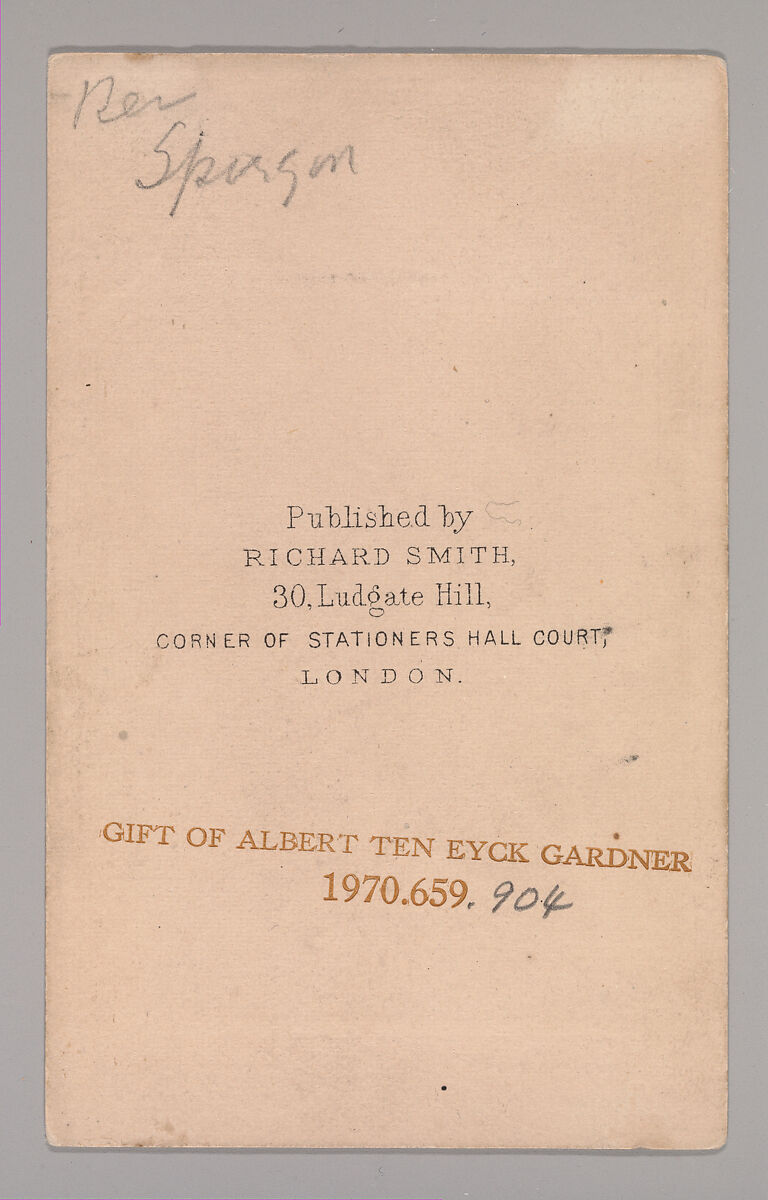 Rev
Sporgon
Published by
RICHARD SMITH,
30, Ludgate Hill,
CORNER OF STATIONERS HALL COURT,
LONDON.
GIFT OF ALBERT TEN EYCK GARDNER
1970.659.904